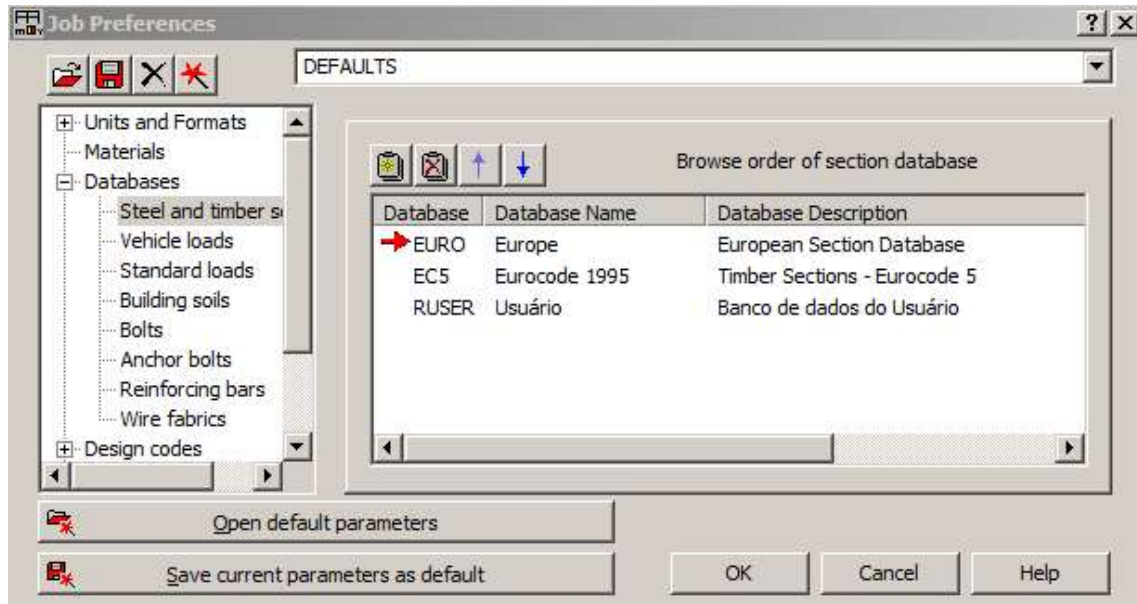 Job Preferences
DEFAULTS
Units and Formats
Materials
Databases
Steel and timber s
Vehicle loads
Standard loads
Building soils
Bolts
Anchor bolts
Reinforcing bars
Wire fabrics
Design codes
Browse order of section database
Database Database Name Database Description
EURO Europe European Section Database
EC5 Eurocode 1995 Timber Sections - Eurocode 5
RUSER Usuário Banco de dados do Usuário
Open default parameters
Save current parameters as default
OK Cancel Help